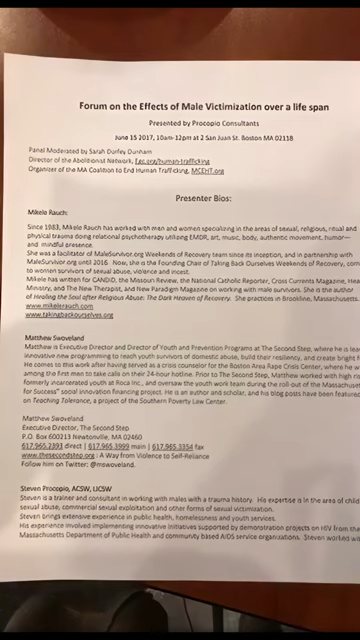 Forum on the Effects of Male Victimization over a life span
Presented by Procopio Consultants
June 15 2017, 10am- 12pm at 2 San Juan St. Boston MA 02118
Panel Moderated by Sarah Durfey Dunham
Director of the Abolitionist Network, Egc.org/human-trafficking
Organizer of the MA Coalition to End Human Trafficking, MCEHT.org
Presenter Bios:
Mikele Rauch:
Since 1983, Mikele Rauch has worked with men and women specializing in the areas of sexual, religious, ritual and
physical trauma doing relational psychotherapy utilizing EMDR, art, music, body, authentic movement, humor—
and mindful presence.
She was a facilitator of MaleSurvivor.org Weekends of Recovery team since its inception, and in partnership with
MaleSurvivor.org until 2016. Now, she is the Founding Chair of Taking Back Ourselves Weekends of Recovery, com
to women survivors of sexual abuse, violence and incest.
Mikele has written for CANDID, the Missouri Review, the National Catholic Reporter, Cross Currents Magazine, Hea
Ministry, and The New Therapist, and New Paradigm Magazine on working with male survivors. She is the author
of Healing the Soul after Religious Abuse: The Dark Heaven of Recovery. She practices in Brookline, Massachusetts.
www.mikelerauch.com
www.takingbackourselves.org
Matthew Swoveland
Matthew is Executive Director and Director of Youth and Prevention Programs at The Second Step, where he is lea
innovative new programming to reach youth survivors of domestic abuse, build their resiliency, and create bright f
He comes to this work after having served as a crisis counselor for the Boston Area Rape Crisis Center, where he w
among the first men to take calls on their 24-hour hotline. Prior to The Second Step, Matthew worked with high ris
formerly incarcerated youth at Roca Inc., and oversaw the youth work team during the roll out of the Massachuset
for Success" social innovation financing project. He is an author and scholar, and his blog posts have been featured
on Teaching Tolerance, a project of the Southern Poverty Law Center.
Matthew Swoveland
Executive Director, The Second Step
P.O. Box 600213 Newtonville, MA 02460
617.965.2393 direct | 617.965.3999 main | 617.965.3354 fax
www.thesecondstep.org : A Way from Violence to Self-Reliance
Follow him on Twitter: @mswoveland.
Steven Procopio, ACSW, LICSW
Steven is a trainer and consultant in working with males with a trauma history. His expertise is in the area of child
sexual abuse, commercial sexual exploitation and other forms of sexual victimization.
Steven brings extensive experience in public health, homelessness and youth services.
His experience involved implementing innovative initiatives supported by demonstration projects on HIV from the
Massachusetts Department of Public Health and community based AIDS service organizations. Steven worked wit